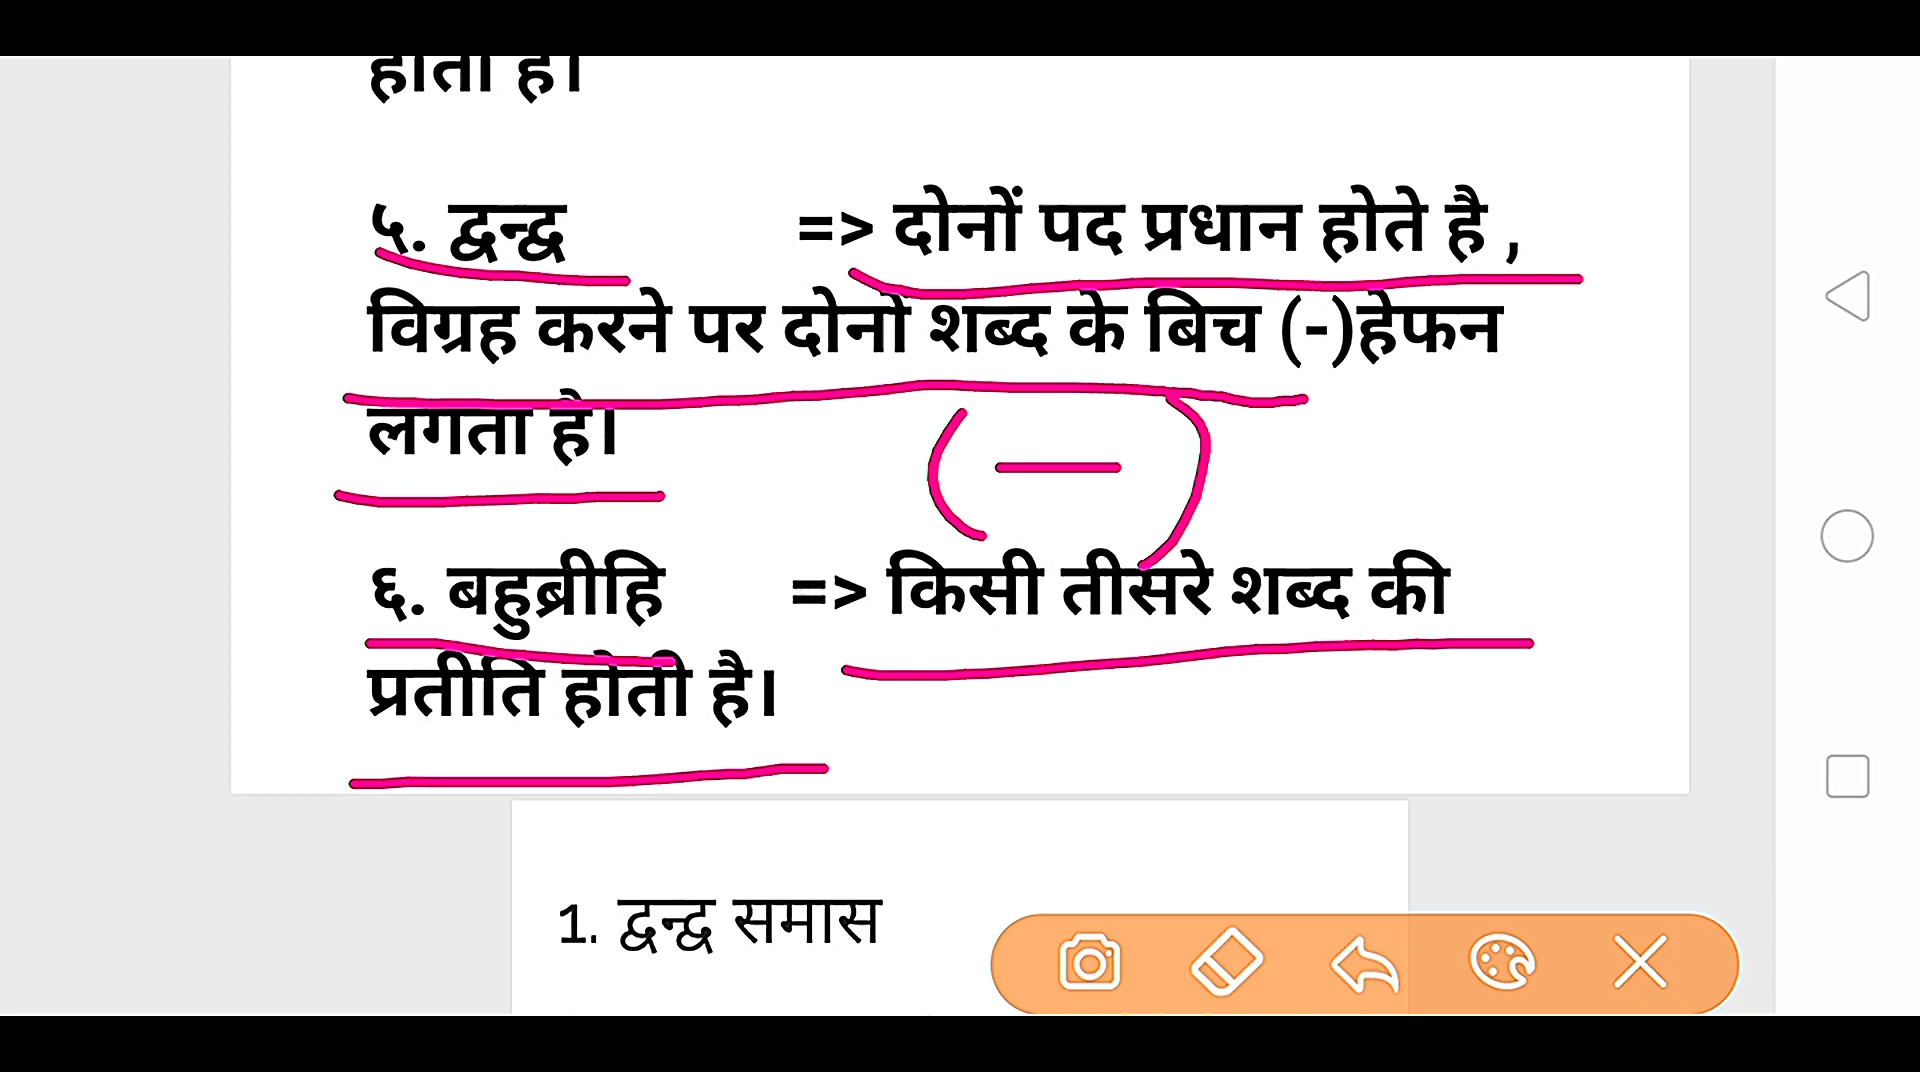 होता है।
५. द्वन्द्व => दोनों पद प्रधान होते है ,
विग्रह करने पर दोनों शब्द के बिच (-)हेफन
लगता है।
( — )
६. बहुब्रीहि => किसी तीसरे शब्द की
प्रतीति होती है।
1. द्वन्द्व समास